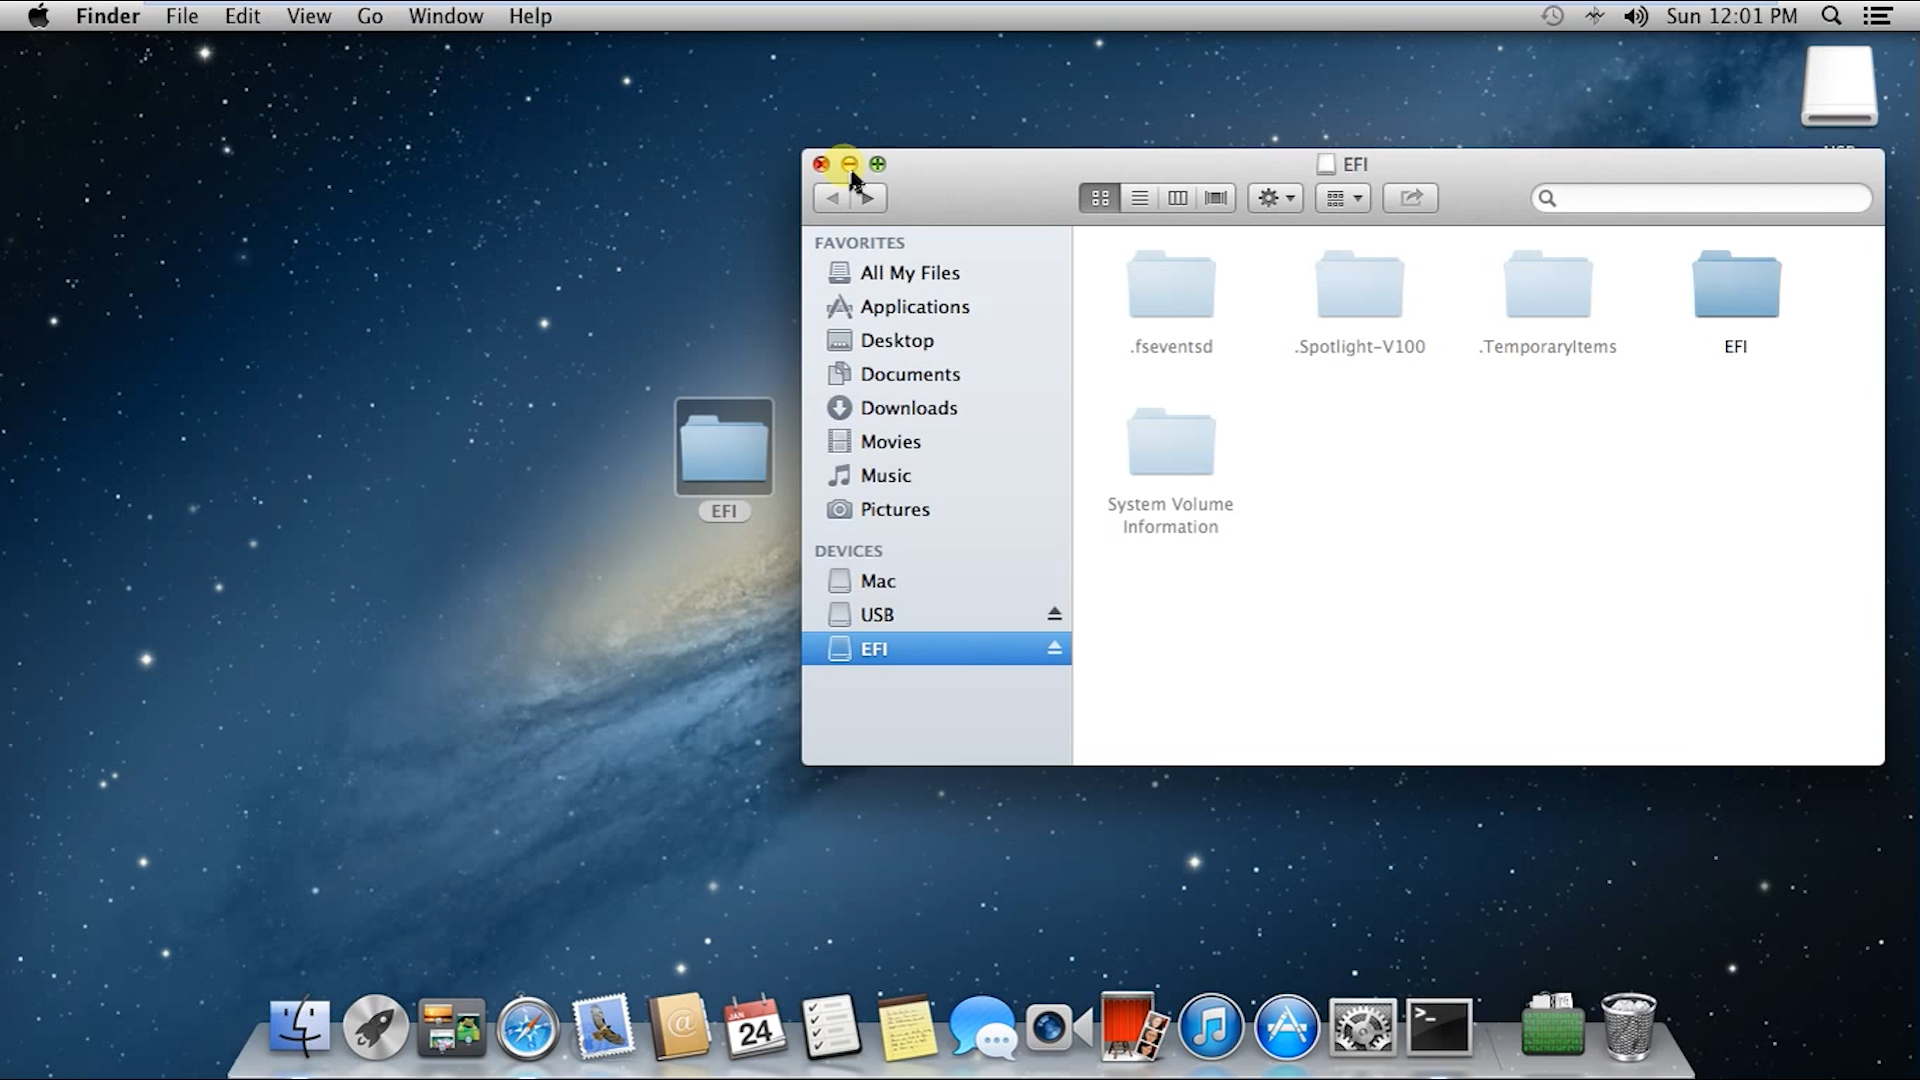 Finder File Edit View Go Window Help
Sun 12:01 PM
EFI
FAVORITES
All My Files
Applications
Desktop
Documents
Downloads
Movies
Music
Pictures
DEVICES
Mac
USB
EFI
.fseventsd
.Spotlight-V100
.TemporaryItems
EFI
System Volume
Information
EFI
JAN
24